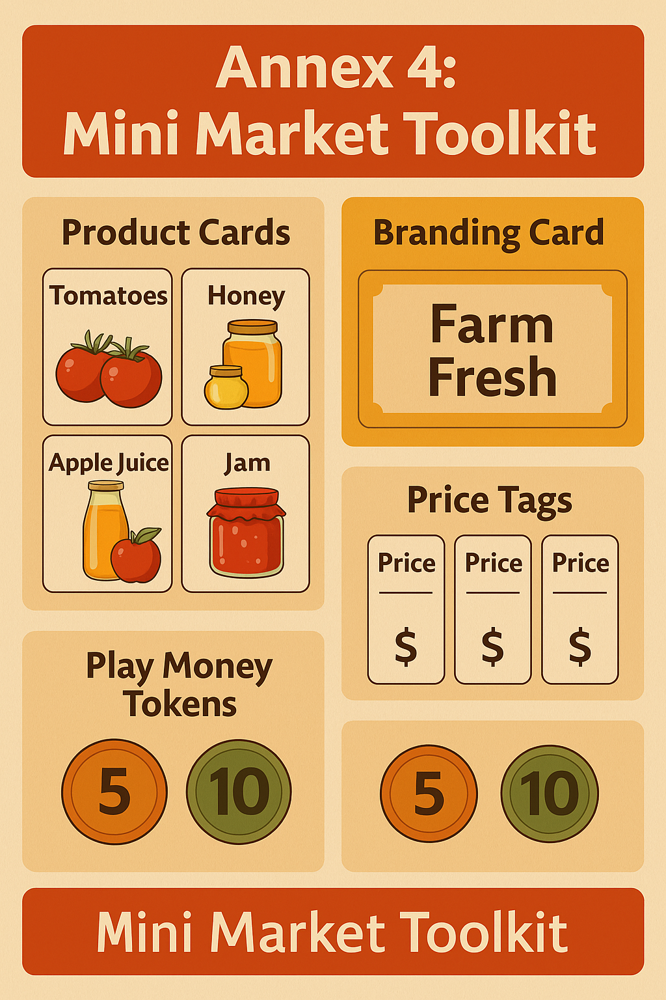 Annex 4:
Mini Market Toolkit
Product Cards
Tomatoes
Honey
Apple Juice
Jam
Branding Card
Farm
Fresh
Price Tags
Price
$
Price
$
Price
$
Play Money
Tokens
5
10
5
10
Mini Market Toolkit